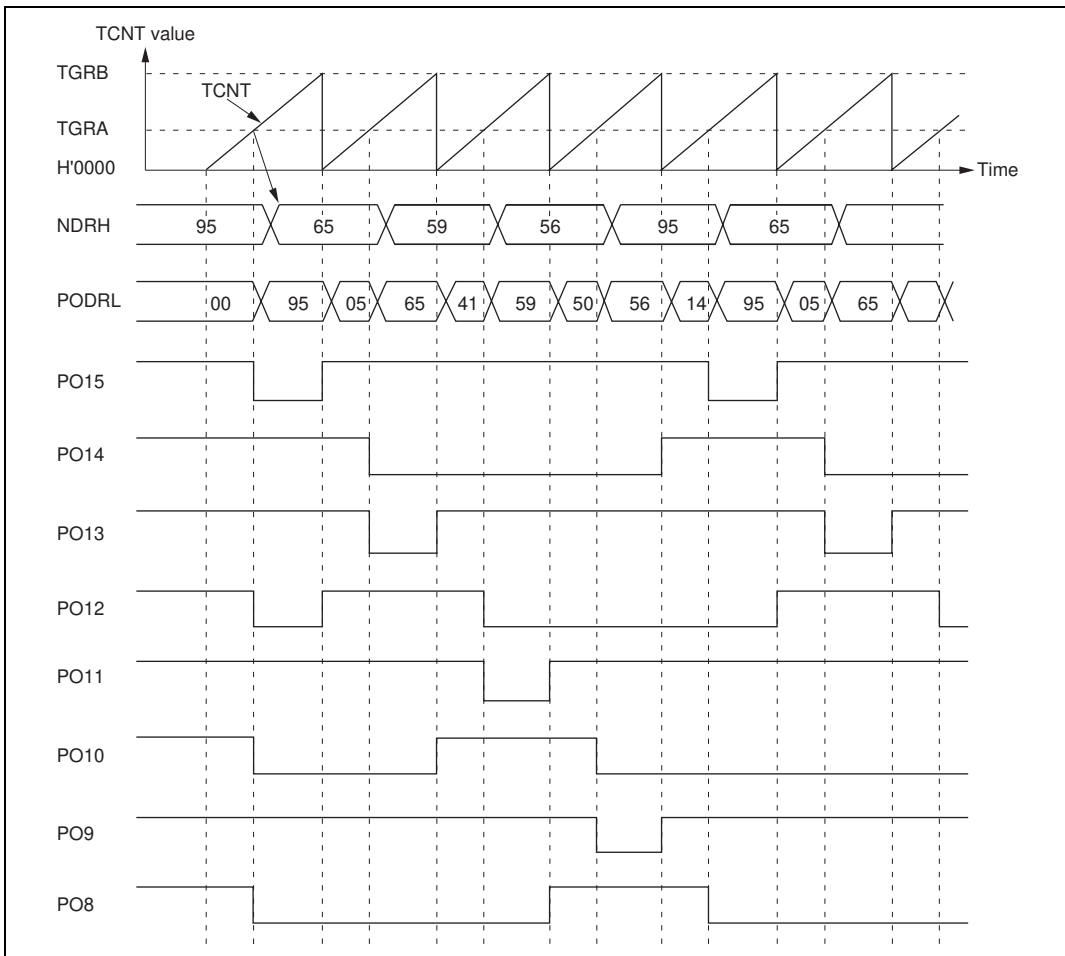 TCNT value
TGRB
TCNT
TGRA
H'0000
Time
NDRH 95 65 59 56 95 65
PODRL 00 95 05 65 41 59 50 56 14 95 05 65
PO15
PO14
PO13
PO12
PO11
PO10
PO9
PO8